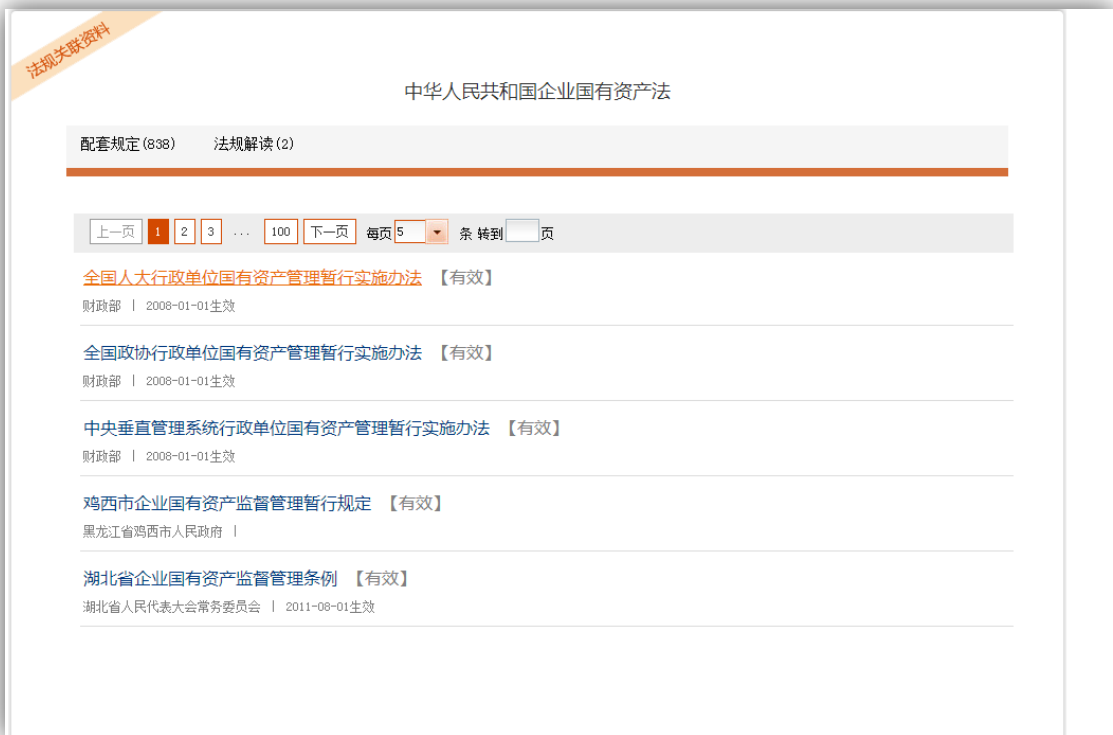 法规关联资料
中华人民共和国企业国有资产法
配套规定(838) 法规解读(2)
上一页 1 2 3 ... 100 下一页 每页 5 条 转到 页
全国人大行政单位国有资产管理暂行实施办法 【有效】
财政部 | 2008-01-01生效
全国政协行政单位国有资产管理暂行实施办法 【有效】
财政部 | 2008-01-01生效
中央垂直管理系统行政单位国有资产管理暂行实施办法 【有效】
财政部 | 2008-01-01生效
鸡西市企业国有资产监督管理暂行规定 【有效】
黑龙江省鸡西市人民政府 |
湖北省企业国有资产监督管理条例 【有效】
湖北省人民代表大会常务委员会 | 2011-08-01生效